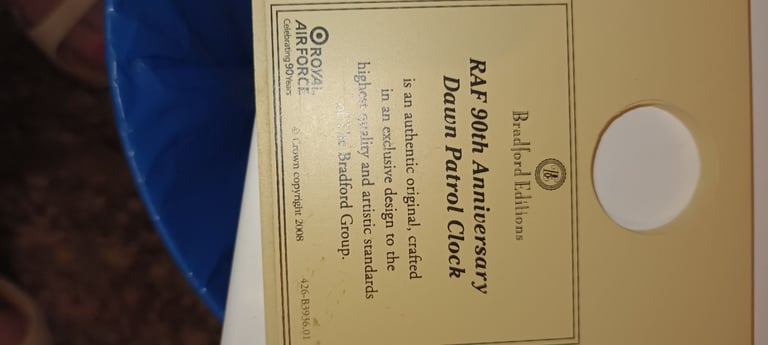 Bradford Editions
RAF 90th Anniversary
Dawn Patrol Clock
is an authentic original, crafted
in an exclusive design to the
highest quality and artistic standards
of the Bradford Group.
ROYAL
AIR FORCE
Celebrating 90 Years
© Crown copyright 2008
426-B3936.01